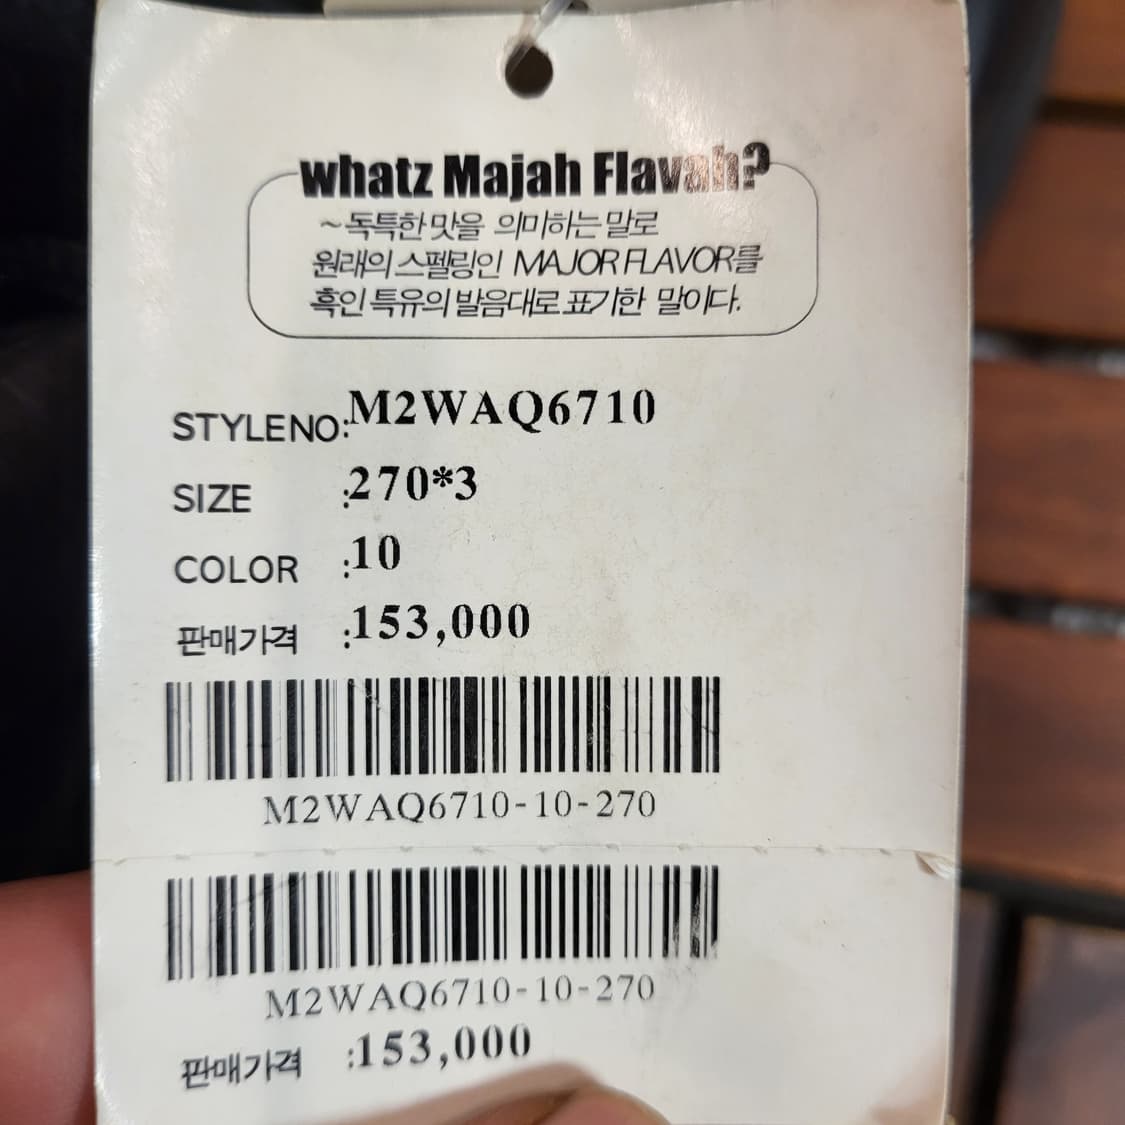 whatz Majah Flavah?
~독특한 맛을 의미하는 말로
원래의 스펠링인 MAJOR FLAVOR를
흑인 특유의 발음대로 표기한 말이다.
STYLENO:M2WAQ6710
SIZE :270*3
COLOR :10
판매가격 :153,000
M2WAQ6710-10-270
M2WAQ6710-10-270
판매가격 :153,000